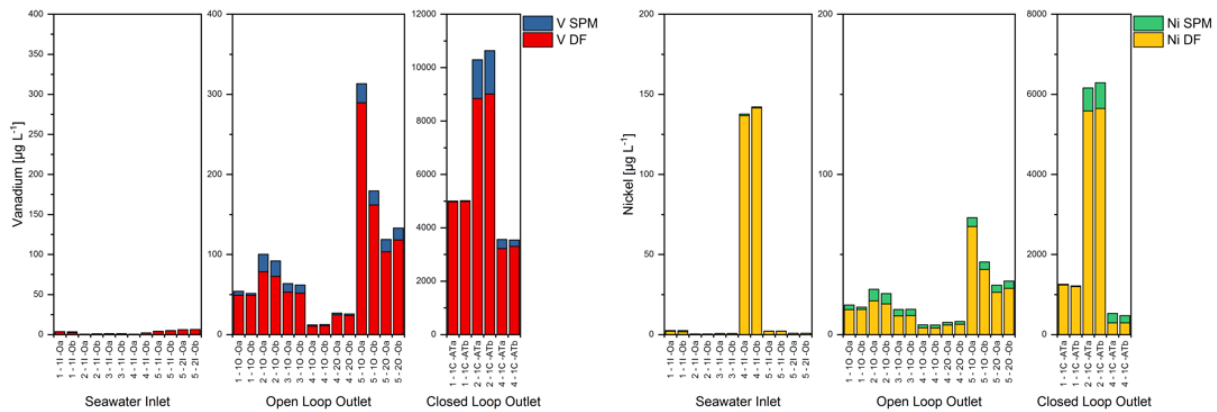 Vanadium [µg L⁻¹]
400
350
300
250
200
150
100
50
0
1 - 1I -Oa
1 - 1I -Ob
2 - 1I -Oa
2 - 1I -Ob
3 - 1I -Oa
3 - 1I -Ob
4 - 1I -Oa
4 - 1I -Ob
5 - 1I -Oa
5 - 1I -Ob
5 - 2I -Oa
5 - 2I -Ob
Seawater Inlet
400
300
200
100
0
1 - 1O -Oa
1 - 1O -Ob
2 - 1O -Oa
2 - 1O -Ob
3 - 1O -Oa
3 - 1O -Ob
4 - 1O -Oa
4 - 1O -Ob
4 - 2O -Oa
4 - 2O -Ob
5 - 1O -Oa
5 - 1O -Ob
5 - 2O -Oa
5 - 2O -Ob
Open Loop Outlet
12000
10000
8000
6000
4000
2000
0
1 - 1C -ATa
1 - 1C -ATb
2 - 1C -ATa
2 - 1C -ATb
4 - 1C -ATa
4 - 1C -ATb
Closed Loop Outlet
V SPM
V DF
Nickel [µg L⁻¹]
200
150
100
50
0
1 - 1I -Oa
1 - 1I -Ob
2 - 1I -Oa
2 - 1I -Ob
3 - 1I -Oa
3 - 1I -Ob
4 - 1I -Oa
4 - 1I -Ob
5 - 1I -Oa
5 - 1I -Ob
5 - 2I -Oa
5 - 2I -Ob
Seawater Inlet
200
100
0
1 - 1O -Oa
1 - 1O -Ob
2 - 1O -Oa
2 - 1O -Ob
3 - 1O -Oa
3 - 1O -Ob
4 - 1O -Oa
4 - 1O -Ob
4 - 2O -Oa
4 - 2O -Ob
5 - 1O -Oa
5 - 1O -Ob
5 - 2O -Oa
5 - 2O -Ob
Open Loop Outlet
8000
6000
4000
2000
0
1 - 1C -ATa
1 - 1C -ATb
2 - 1C -ATa
2 - 1C -ATb
4 - 1C -ATa
4 - 1C -ATb
Closed Loop Outlet
Ni SPM
Ni DF